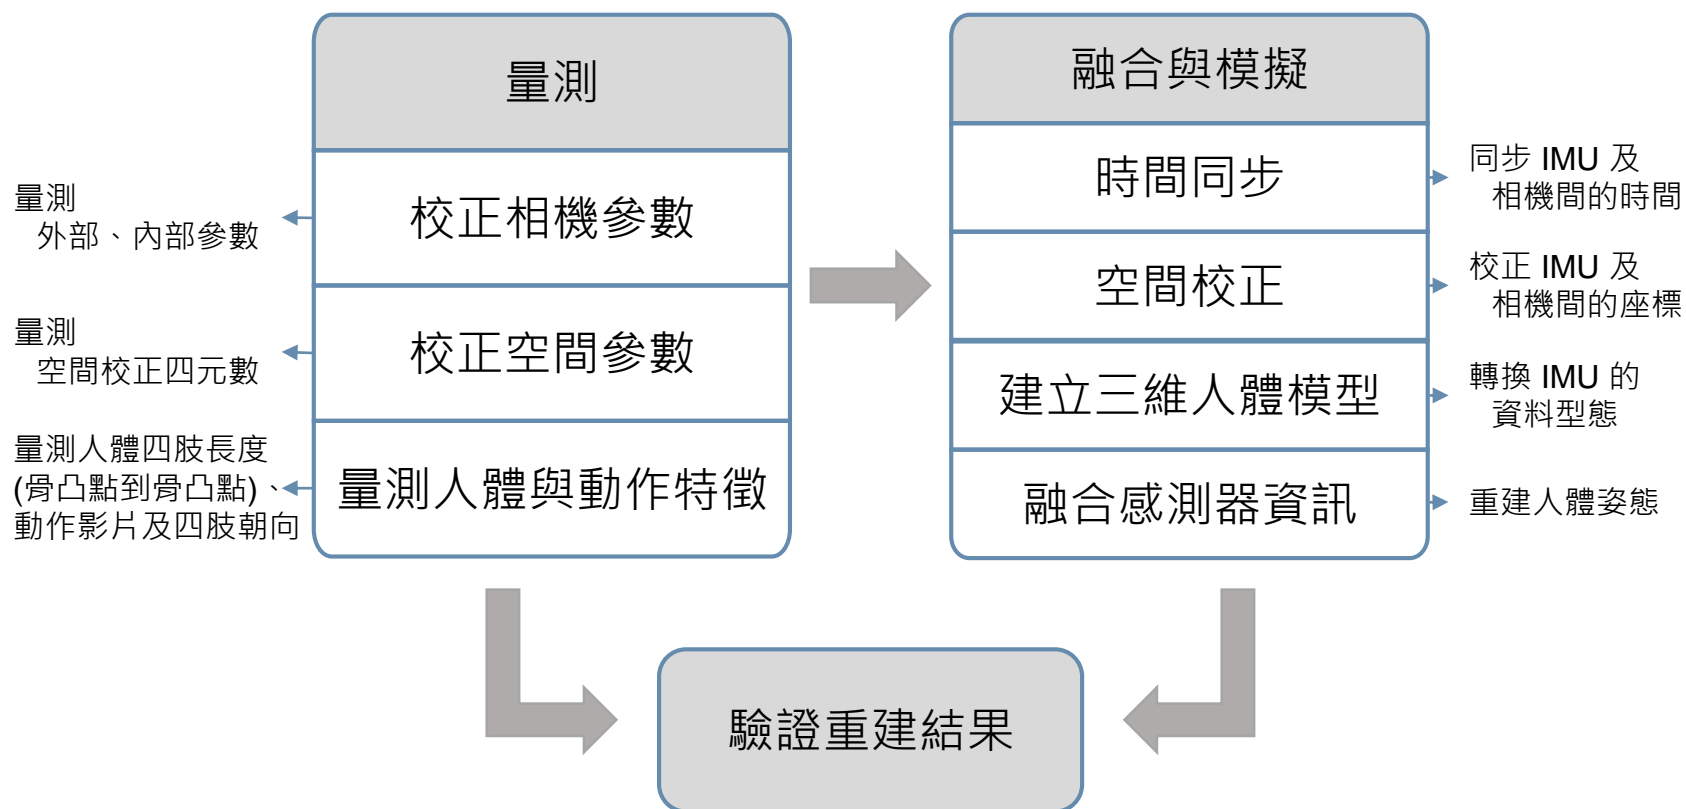 量測
校正相機參數
校正空間參數
量測人體與動作特徵
量測
外部、內部參數
量測
空間校正四元數
量測人體四肢長度
(骨凸點到骨凸點)、
動作影片及四肢朝向
融合與模擬
時間同步
空間校正
建立三維人體模型
融合感測器資訊
同步 IMU 及
相機間的時間
校正 IMU 及
相機間的座標
轉換 IMU 的
資料型態
重建人體姿態
驗證重建結果